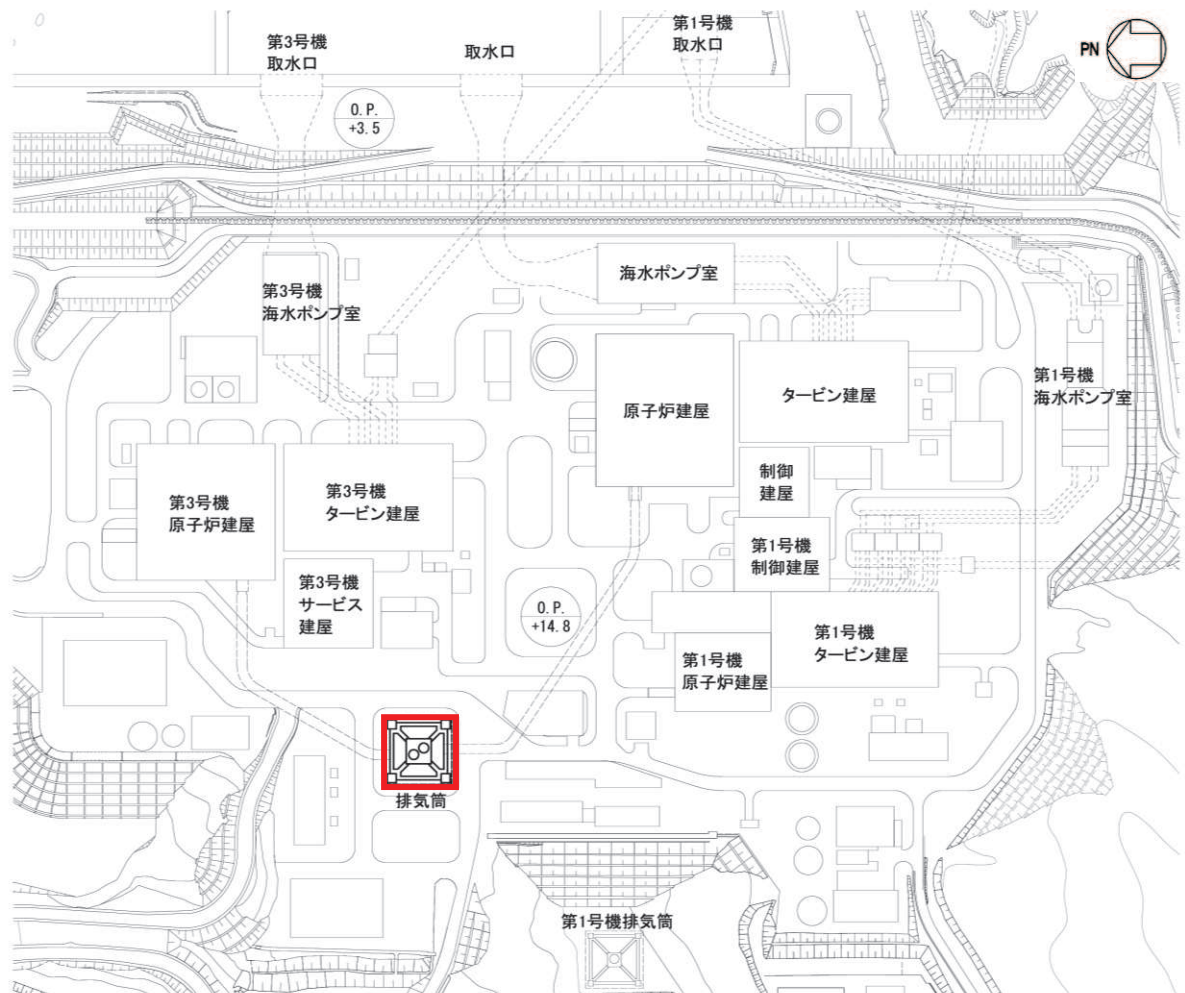 第3号機
取水口
取水口
第1号機
取水口
PN
O.P.
+3.5
第3号機
海水ポンプ室
海水ポンプ室
原子炉建屋
タービン建屋
第1号機
海水ポンプ室
第3号機
原子炉建屋
第3号機
タービン建屋
制御
建屋
第1号機
制御建屋
第3号機
サービス
建屋
O.P.
+14.8
第1号機
原子炉建屋
第1号機
タービン建屋
排気筒
第1号機排気筒